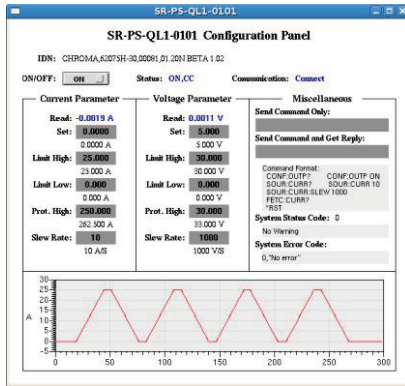 SR-PS-QL1-0101
SR-PS-QL1-0101 Configuration Panel
IDN: CHROMA,62075H-30,00081,01.20N BETA 1.02
ON/OFF: ON Status: ON,CC Communication: Connect
Current Parameter
Read: -0.0019 A
Set: 0.0000
0.0000 A
Limit High: 25.000
25.000 A
Limit Low: 0.000
0.000 A
Prot. High: 250.000
262.500 A
Slew Rate: 10
10 A/S
Voltage Parameter
Read: 0.0011 V
Set: 5.000
5.000 V
Limit High: 30.000
30.000 V
Limit Low: 0.000
0.000 V
Prot. High: 30.000
33.000 V
Slew Rate: 1000
1000 V/S
Miscellaneous
Send Command Only:
Send Command and Get Reply:
Command Format:
CONF:OUTP? CONF:OUTP ON
SOUR:CURR? SOUR:CURR 10
SOUR:CURR:SLEW 1000
FETC:CURR?
*RST
System Status Code: 0
No Warning
System Error Code:
0,"No error"
A
30
25
20
15
10
5
0
-5
0 50 100 150 200 250 300